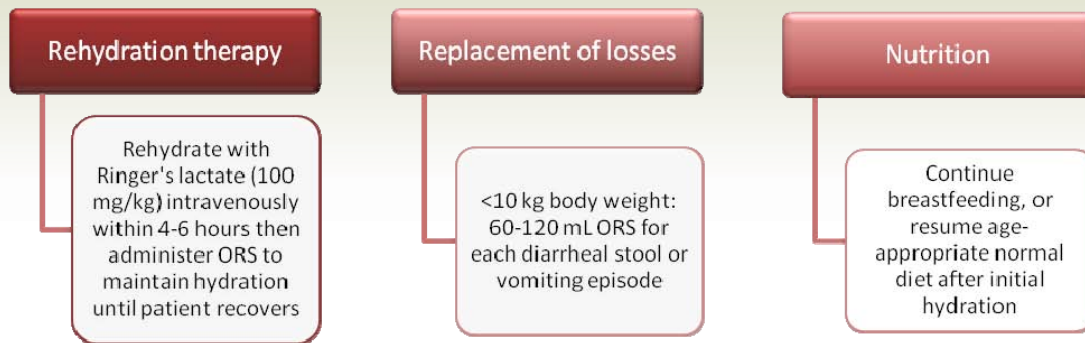 Rehydration therapy
Rehydrate with
Ringer's lactate (100
mg/kg) intravenously
within 4-6 hours then
administer ORS to
maintain hydration
until patient recovers
Replacement of losses
<10 kg body weight:
60-120 mL ORS for
each diarrheal stool or
vomiting episode
Nutrition
Continue
breastfeeding, or
resume age-
appropriate normal
diet after initial
hydration